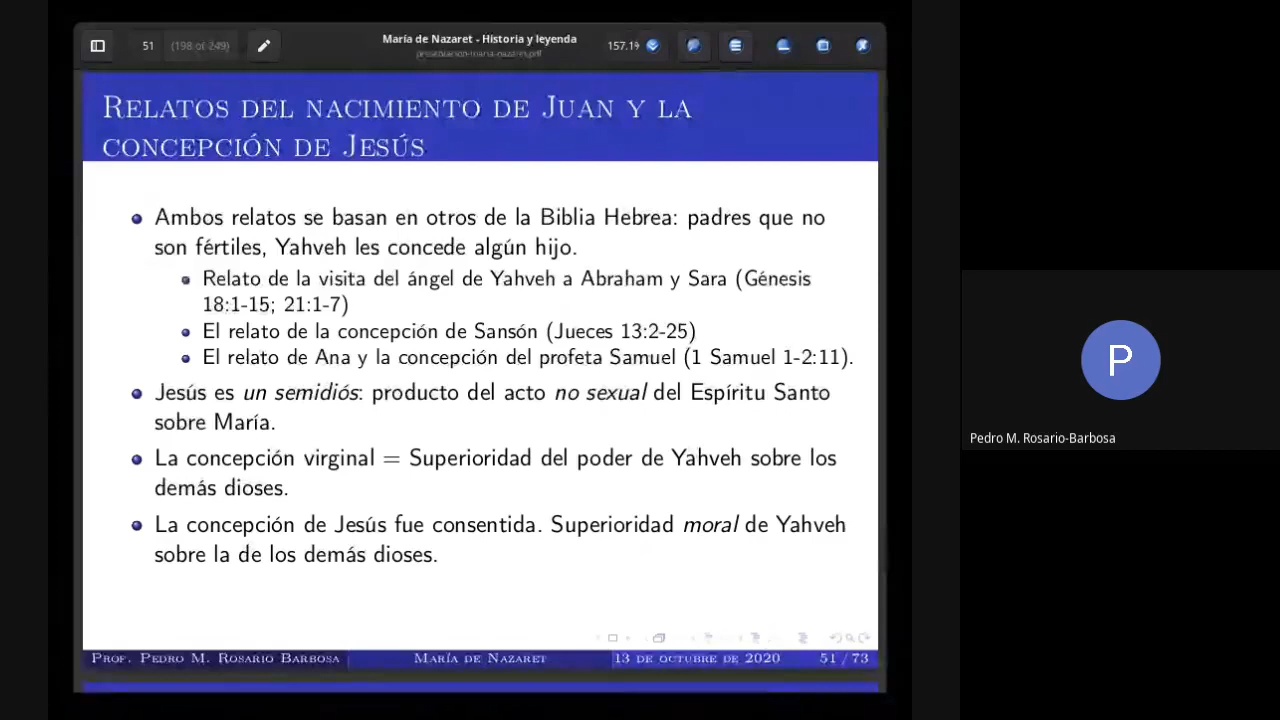 51 (198 of 249)
María de Nazaret - Historia y leyenda
presentacion-maria-nazaret.pdf
157.1
RELATOS DEL NACIMIENTO DE JUAN Y LA
CONCEPCIÓN DE JESÚS
Ambos relatos se basan en otros de la Biblia Hebrea: padres que no
son fértiles, Yahveh les concede algún hijo.
Relato de la visita del ángel de Yahveh a Abraham y Sara (Génesis
18:1-15; 21:1-7)
El relato de la concepción de Sansón (Jueces 13:2-25)
El relato de Ana y la concepción del profeta Samuel (1 Samuel 1-2:11).
Jesús es un semidiós: producto del acto no sexual del Espíritu Santo
sobre María.
La concepción virginal = Superioridad del poder de Yahveh sobre los
demás dioses.
La concepción de Jesús fue consentida. Superioridad moral de Yahveh
sobre la de los demás dioses.
PROF. PEDRO M. ROSARIO BARBOSA MARÍA DE NAZARET 13 DE OCTUBRE DE 2020 51 / 73
P
Pedro M. Rosario-Barbosa